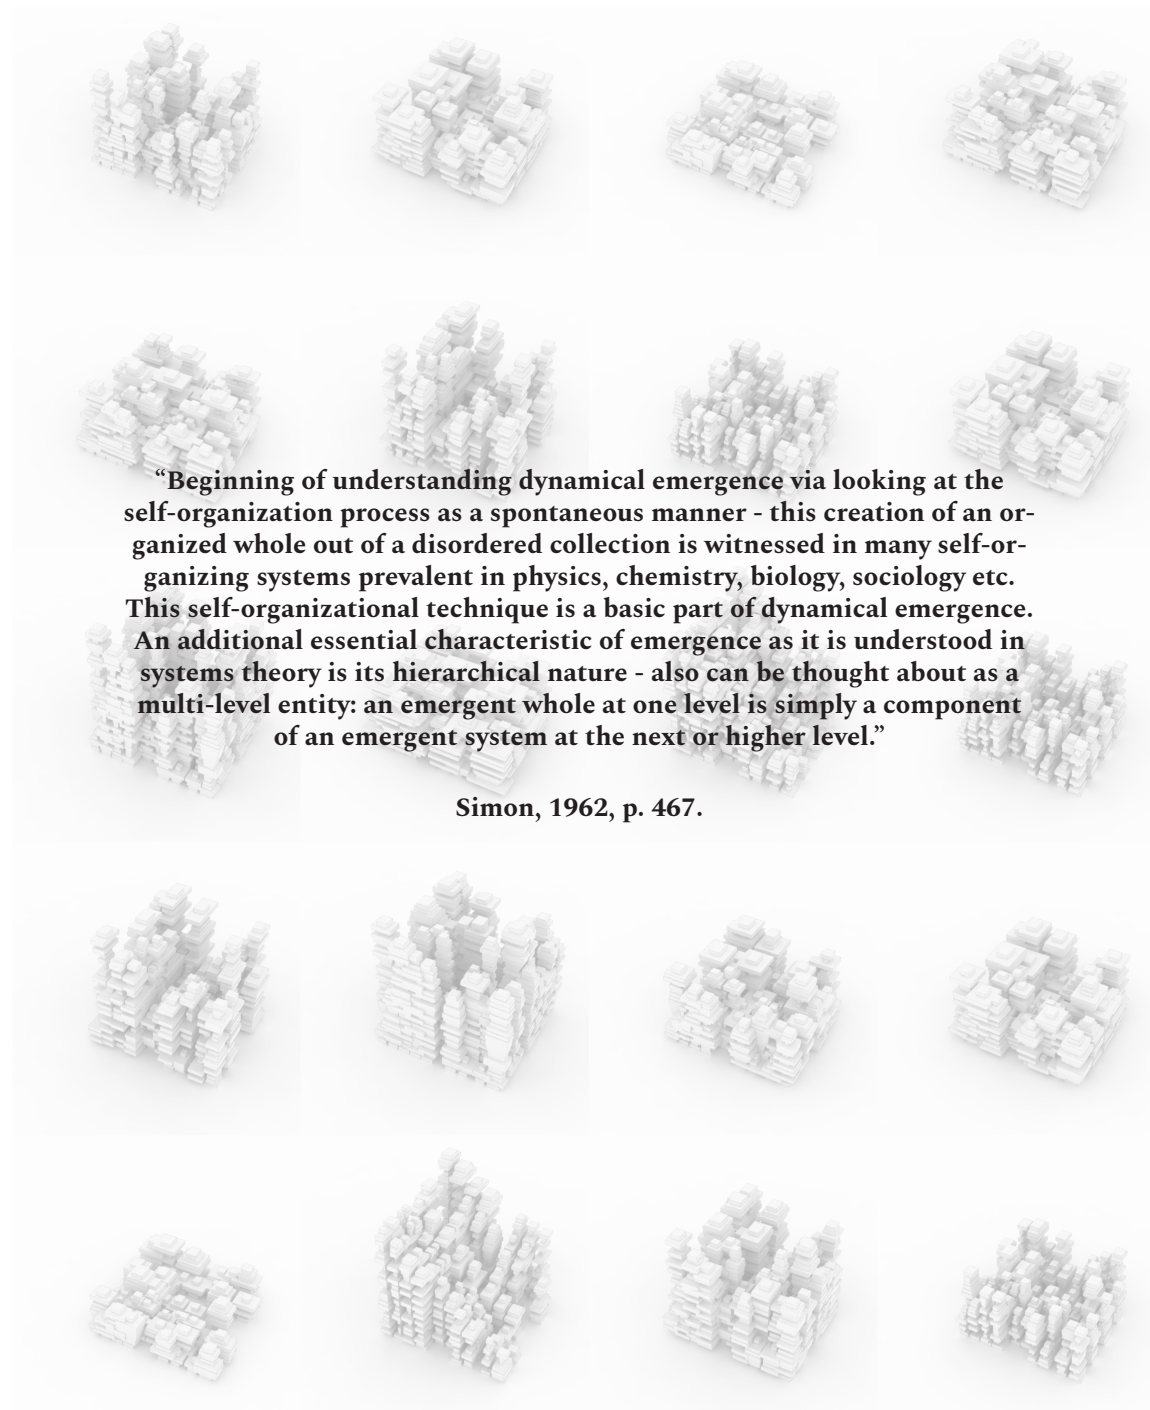 “Beginning of understanding dynamical emergence via looking at the
self-organization process as a spontaneous manner - this creation of an or-
ganized whole out of a disordered collection is witnessed in many self-or-
ganizing systems prevalent in physics, chemistry, biology, sociology etc.
This self-organizational technique is a basic part of dynamical emergence.
An additional essential characteristic of emergence as it is understood in
systems theory is its hierarchical nature - also can be thought about as a
multi-level entity: an emergent whole at one level is simply a component
of an emergent system at the next or higher level.”
Simon, 1962, p. 467.